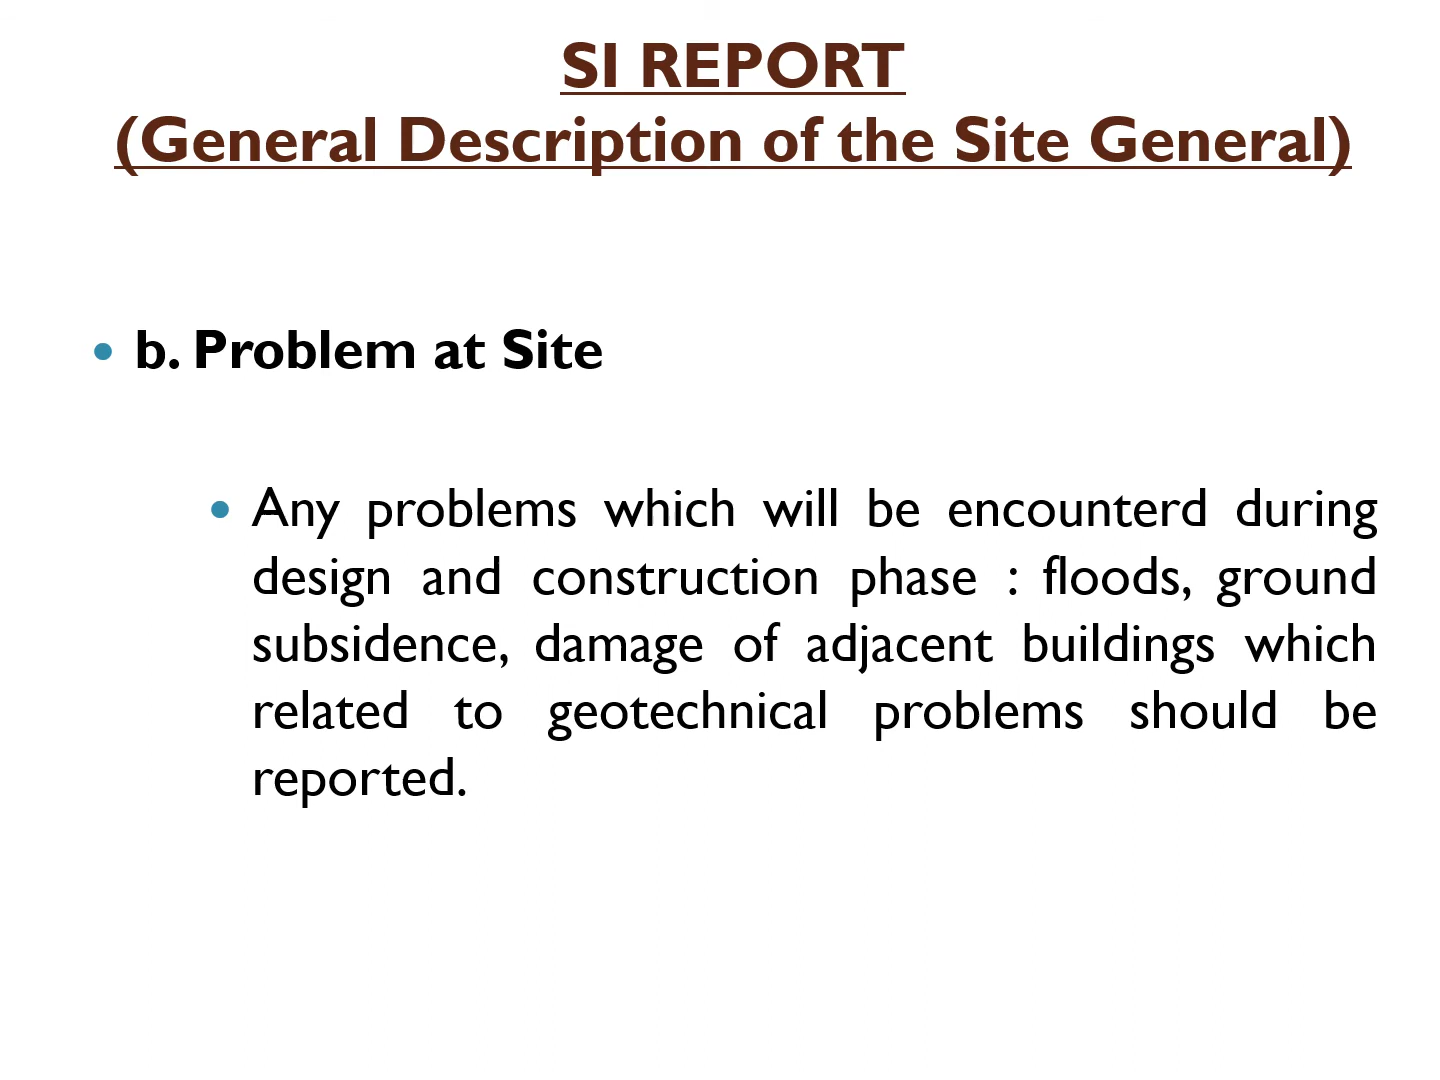 SI REPORT
(General Description of the Site General)
• b. Problem at Site
• Any problems which will be encounterd during
design and construction phase : floods, ground
subsidence, damage of adjacent buildings which
related to geotechnical problems should be
reported.